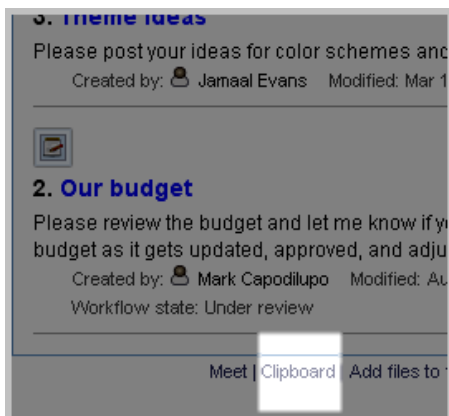 3. Theme ideas
Please post your ideas for color schemes and
Created by: Jamaal Evans Modified: Mar 1
2. Our budget
Please review the budget and let me know if y
budget as it gets updated, approved, and adju
Created by: Mark Capodilupo Modified: Au
Workflow state: Under review
Meet | Clipboard | Add files to